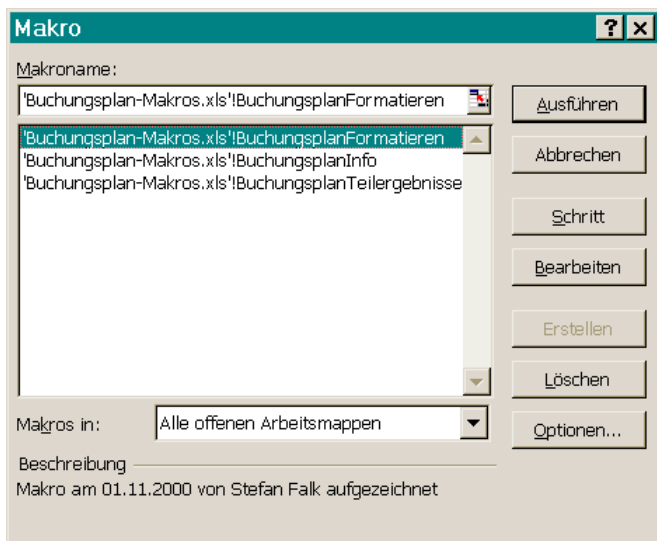 Makro
Makroname:
'Buchungsplan-Makros.xls'!BuchungsplanFormatieren
Ausführen
'Buchungsplan-Makros.xls'!BuchungsplanFormatieren
'Buchungsplan-Makros.xls'!BuchungsplanInfo
'Buchungsplan-Makros.xls'!BuchungsplanTeilergebnisse
Abbrechen
Schritt
Bearbeiten
Erstellen
Löschen
Makros in:
Alle offenen Arbeitsmappen
Optionen...
Beschreibung
Makro am 01.11.2000 von Stefan Falk aufgezeichnet